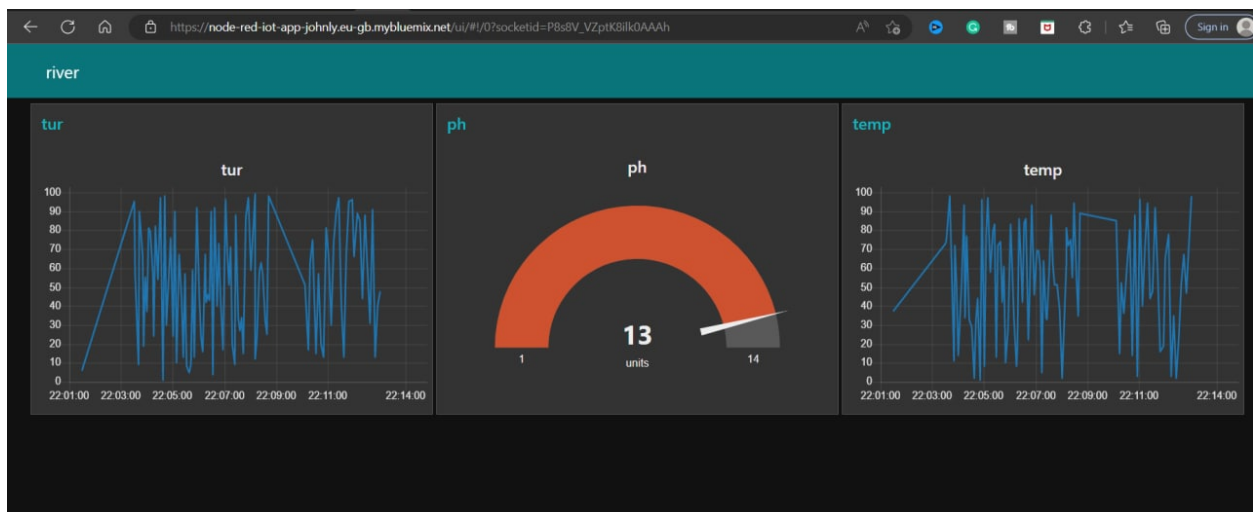 https://node-red-iot-app-johnly.eu-gb.mybluemix.net/ui/#!/0?socketid=P8s8V_VZptK8iIk0AAAh
Sign in
river
tur
tur
100
90
80
70
60
50
40
30
20
10
0
22:01:00 22:03:00 22:05:00 22:07:00 22:09:00 22:11:00 22:14:00
ph
ph
13
units
1
14
temp
temp
100
90
80
70
60
50
40
30
20
10
0
22:01:00 22:03:00 22:05:00 22:07:00 22:09:00 22:11:00 22:14:00